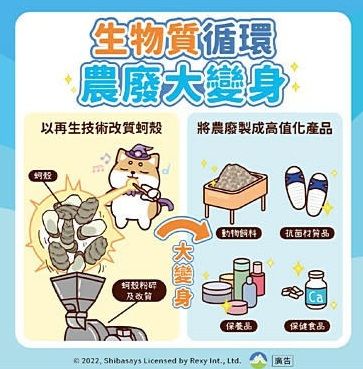 生物質循環
農廢大變身
以再生技術改質蚵殼
蚵殼
蚵殼粉碎
及改質
大變身
將農廢製成高值化產品
動物飼料
抗菌材質品
保養品
Ca
保健食品
© 2022, Shibasays Licensed by Rexy Int., Ltd.
廣告